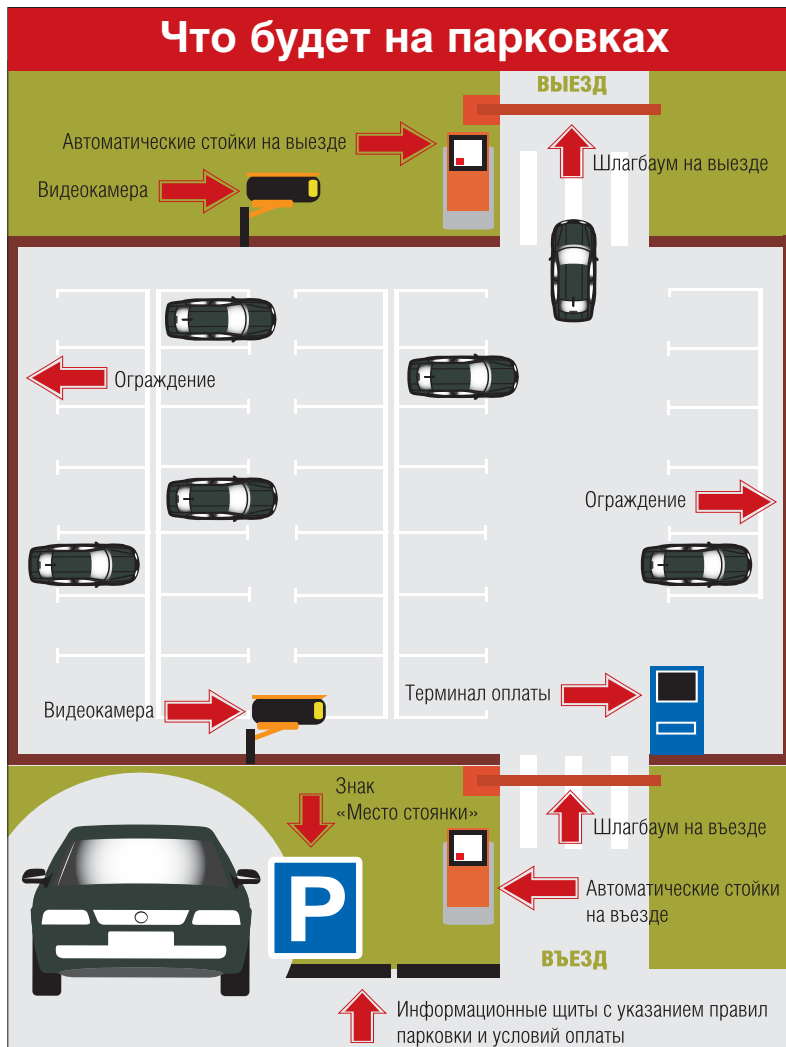 Что будет на парковках
ВЫЕЗД
Автоматические стойки на выезде
Шлагбаум на выезде
Видеокамера
Ограждение
Ограждение
Терминал оплаты
Видеокамера
Знак
«Место стоянки»
Шлагбаум на въезде
P
Автоматические стойки
на въезде
ВЪЕЗД
Информационные щиты с указанием правил
парковки и условий оплаты